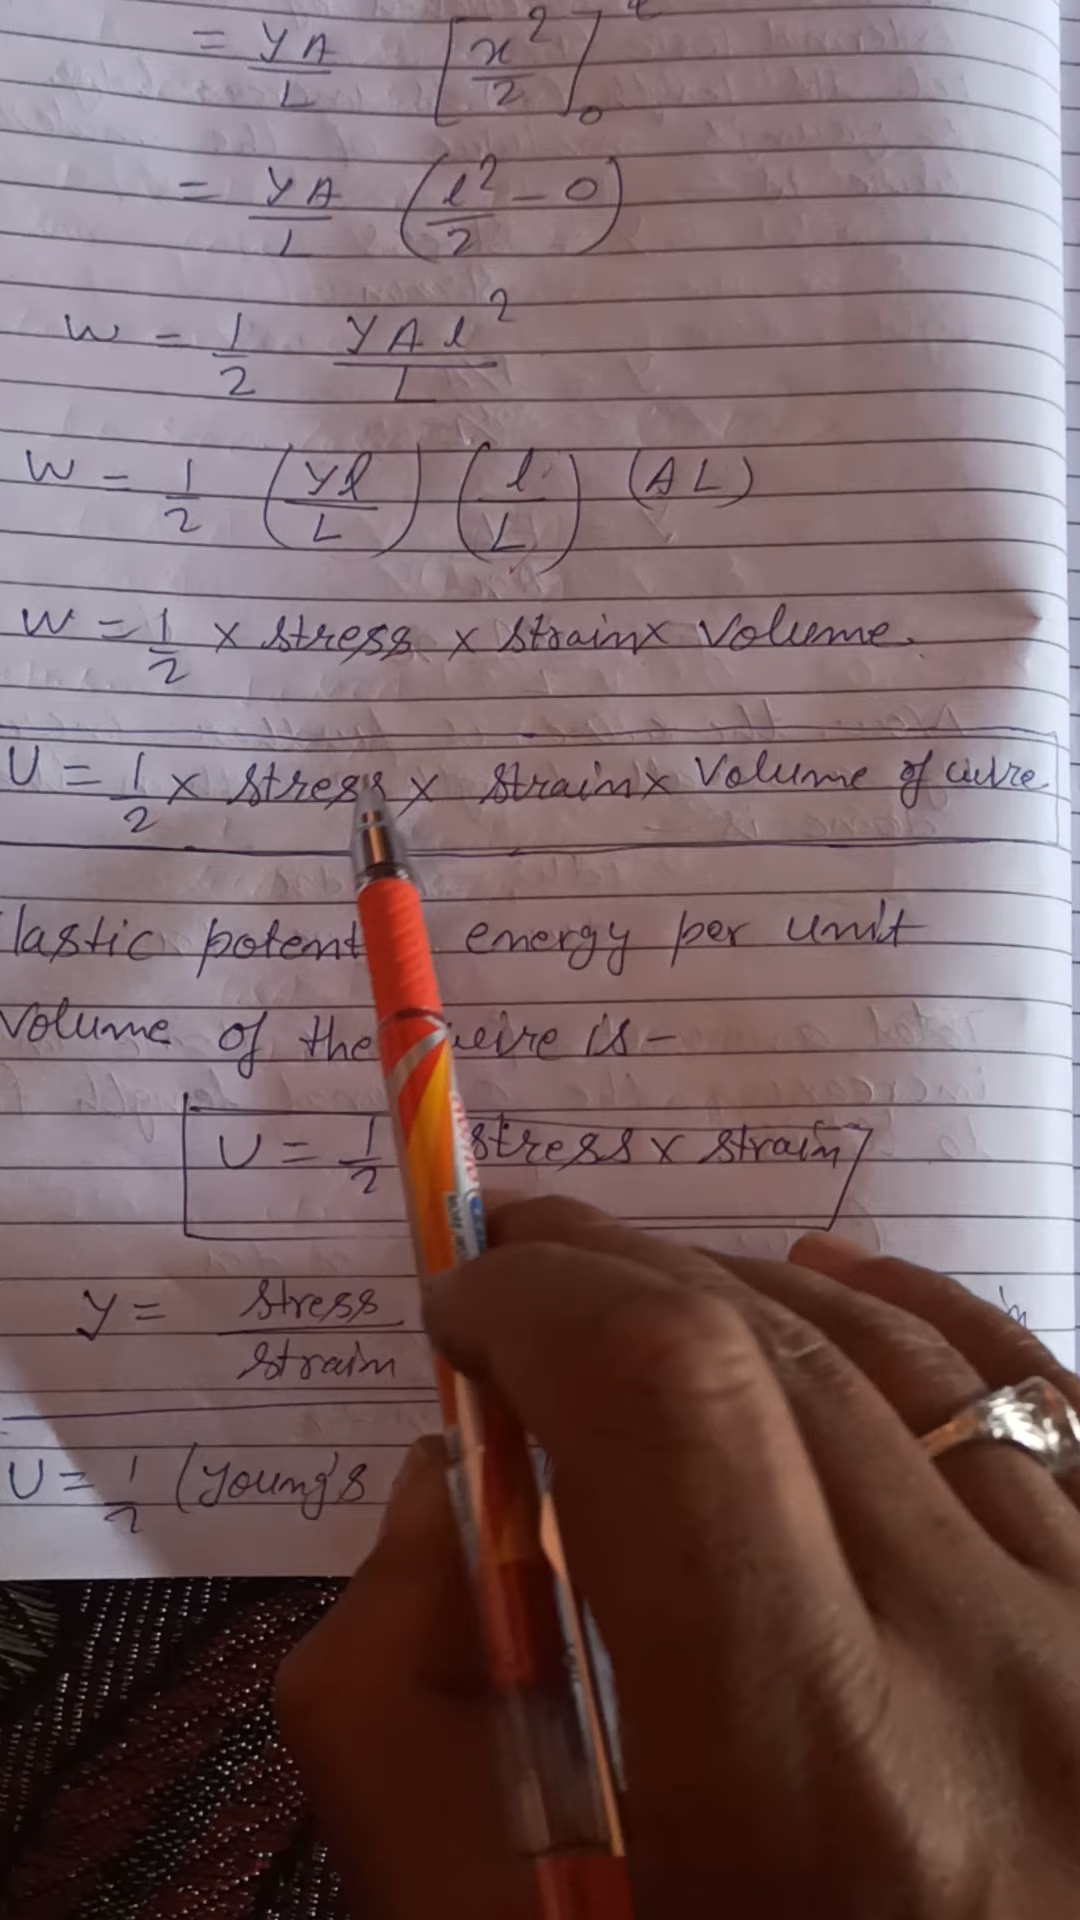 = YA/L [x²/2]₀
= YA/L (l²/2 - 0)
W = 1/2 YAl²/L
W = 1/2 (Yl/L) (l/L) (AL)
W = 1/2 × stress × strain × Volume.
U = 1/2 × stress × strain × Volume of wire
lastic potent energy per unit
Volume of the wire is -
U = 1/2 stress × strain
Y = stress/strain
U = 1/2 (Young's